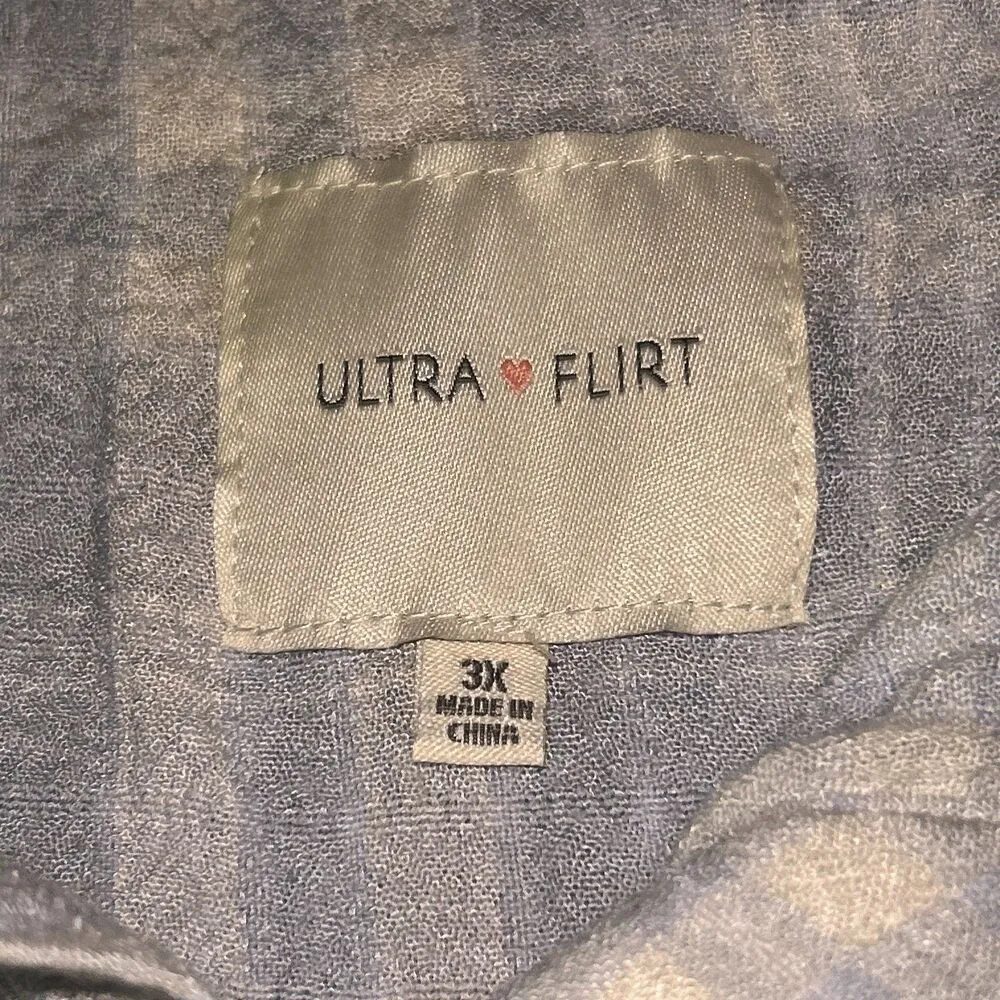 ULTRA ♥ FLIRT
3X
MADE IN
CHINA